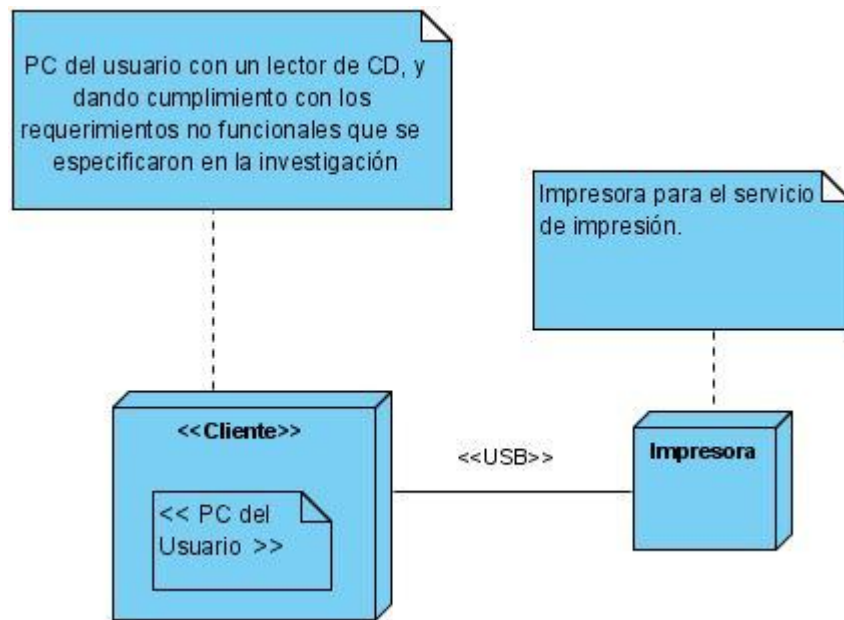 PC del usuario con un lector de CD, y
dando cumplimiento con los
requerimientos no funcionales que se
especificaron en la investigación
Impresora para el servicio
de impresión.
<<Cliente>>
<< PC del
Usuario >>
<<USB>>
Impresora